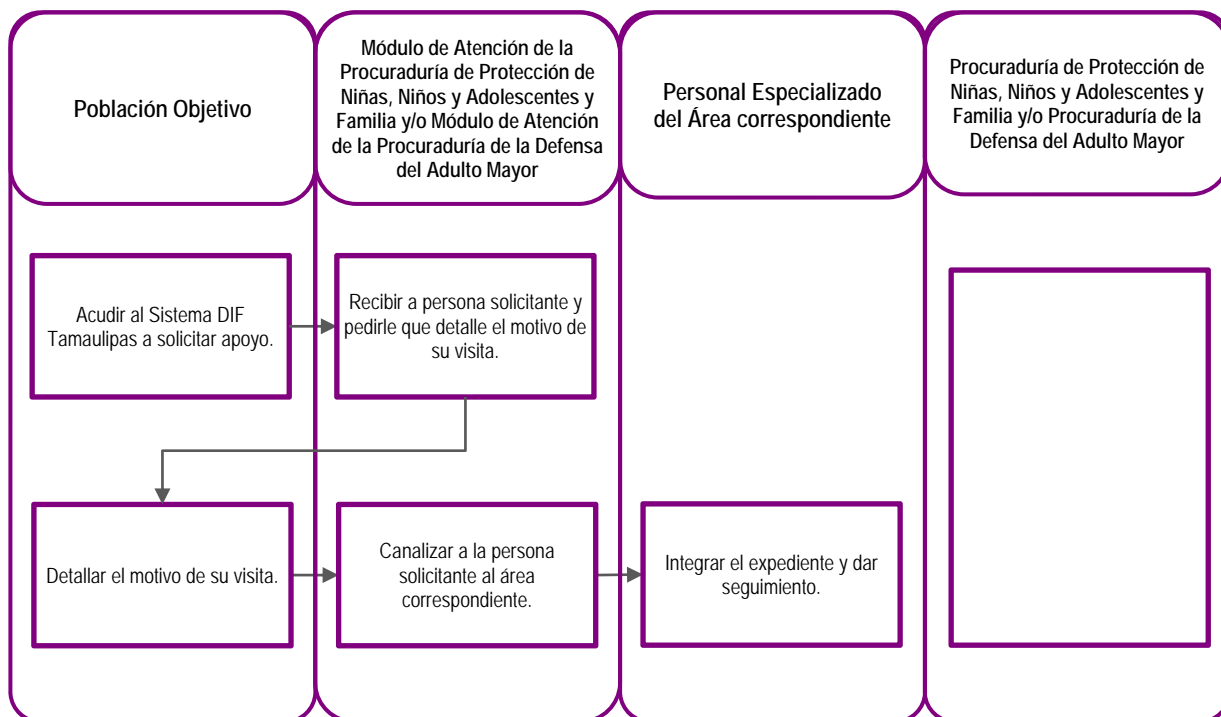 Población Objetivo
Módulo de Atención de la
Procuraduría de Protección de
Niñas, Niños y Adolescentes y
Familia y/o Módulo de Atención
de la Procuraduría de la Defensa
del Adulto Mayor
Personal Especializado
del Área correspondiente
Procuraduría de Protección de
Niñas, Niños y Adolescentes y
Familia y/o Procuraduría de la
Defensa del Adulto Mayor
Acudir al Sistema DIF
Tamaulipas a solicitar apoyo.
Recibir a persona solicitante y
pedirle que detalle el motivo de
su visita.
Detallar el motivo de su visita.
Canalizar a la persona
solicitante al área
correspondiente.
Integrar el expediente y dar
seguimiento.